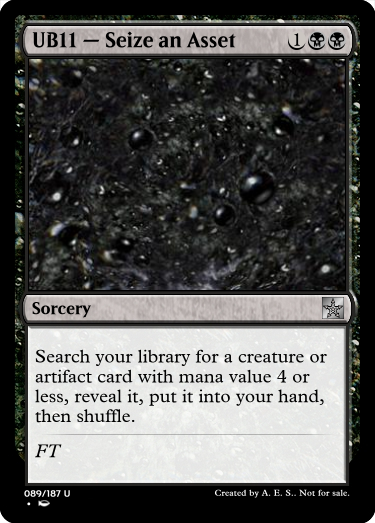 UB11 — Seize an Asset 1
Sorcery
Search your library for a creature or
artifact card with mana value 4 or
less, reveal it, put it into your hand,
then shuffle.
FT
089/187 U
Created by A. E. S.. Not for sale.